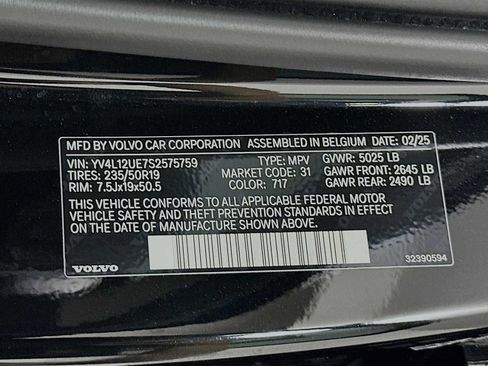 MFD BY VOLVO CAR CORPORATION ASSEMBLED IN BELGIUM 02/25
VIN: YV4L12UE7S2575759 TYPE: MPV GVWR: 5025 LB
TIRES: 235/50R19 MARKET CODE: 31 GAWR FRONT: 2645 LB
RIM: 7.5Jx19x50.5 COLOR: 717 GAWR REAR: 2490 LB
THIS VEHICLE CONFORMS TO ALL APPLICABLE FEDERAL MOTOR
VEHICLE SAFETY AND THEFT PREVENTION STANDARDS IN EFFECT
ON THE DATE OF MANUFACTURE SHOWN ABOVE.
VOLVO 32390594